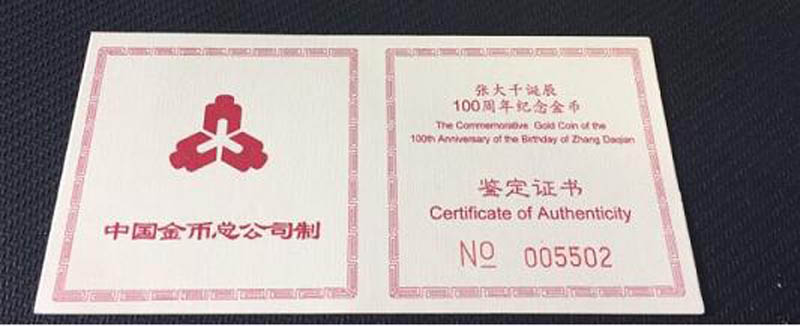 中国金币总公司制
张大千诞辰
100周年纪念金币
The Commemorative Gold Coin of the
100th Anniversary of the Birthday of Zhang Daqian
鉴定证书
Certificate of Authenticity
No 005502